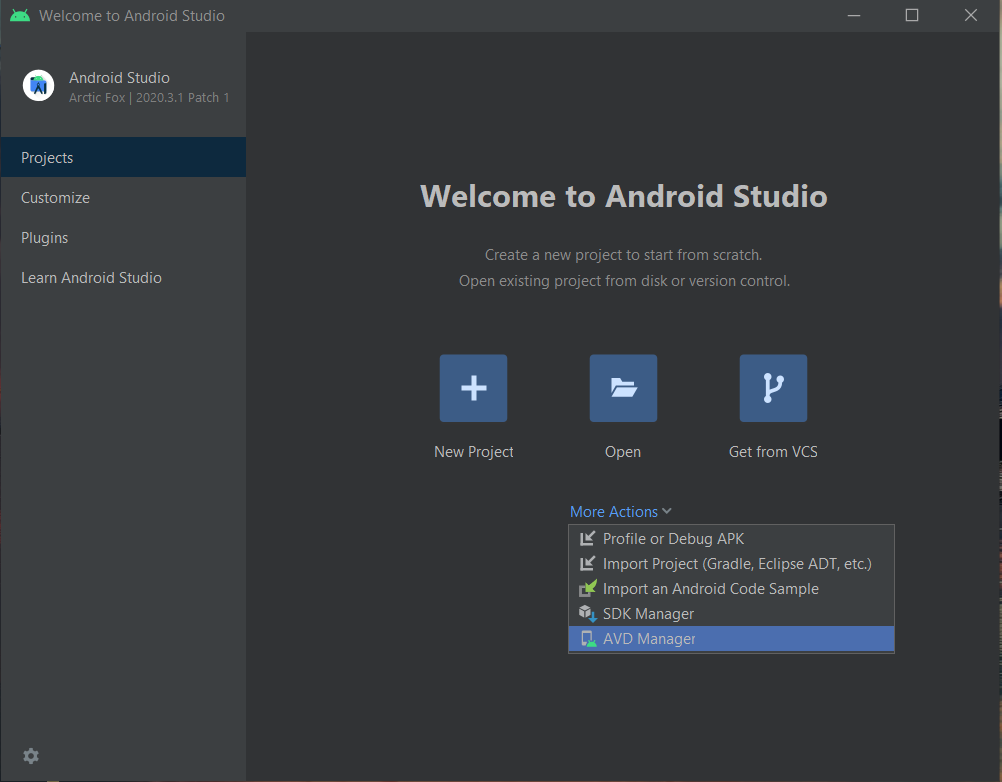 Welcome to Android Studio
Android Studio
Arctic Fox | 2020.3.1 Patch 1
Projects
Customize
Plugins
Learn Android Studio
Welcome to Android Studio
Create a new project to start from scratch.
Open existing project from disk or version control.
New Project
Open
Get from VCS
More Actions
Profile or Debug APK
Import Project (Gradle, Eclipse ADT, etc.)
Import an Android Code Sample
SDK Manager
AVD Manager